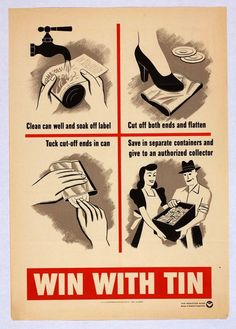 Clean can well and soak off label
Cut off both ends and flatten
Tuck cut-off ends in can
Save in separate containers and
give to an authorized collector
WIN WITH TIN